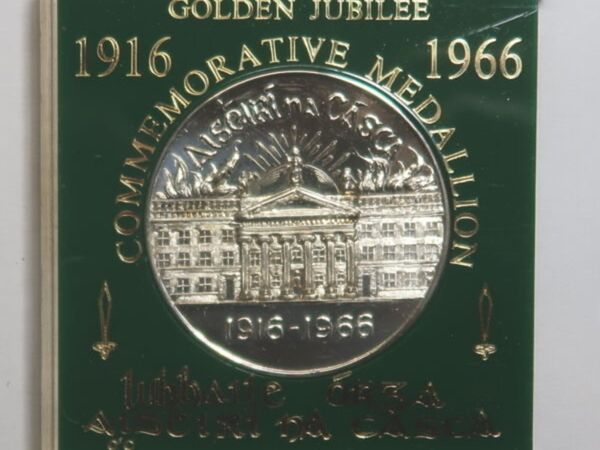 GOLDEN JUBILEE
1916 1966
COMMEMORATIVE MEDALLION
AISÉIRÍ na CÁSCA
1916-1966
Iubhaile ÓRGA
AISÉIRÍ na CÁSCA